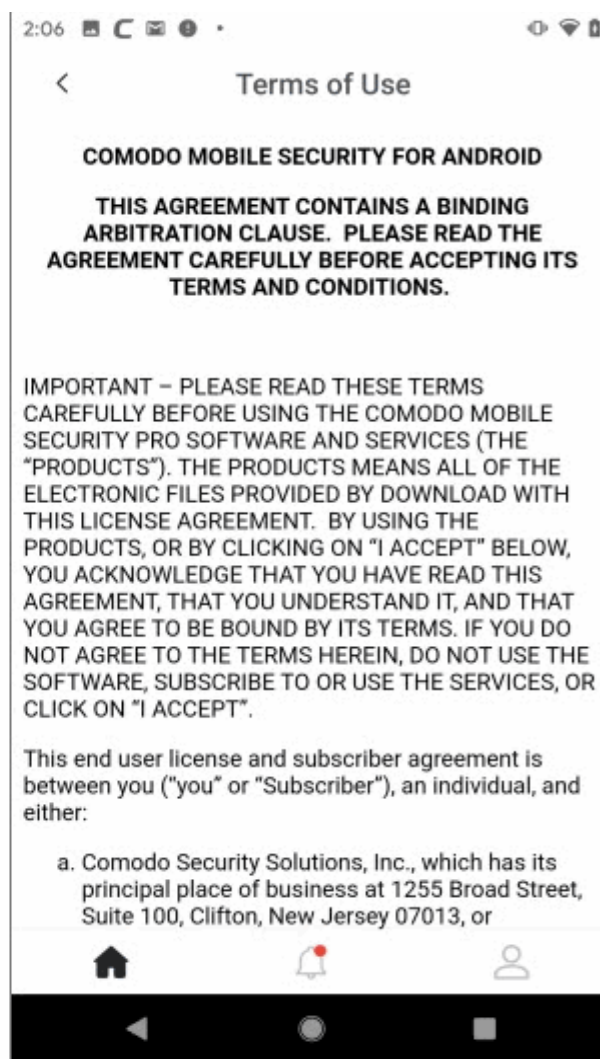 2:06
Terms of Use
COMODO MOBILE SECURITY FOR ANDROID
THIS AGREEMENT CONTAINS A BINDING
ARBITRATION CLAUSE.  PLEASE READ THE
AGREEMENT CAREFULLY BEFORE ACCEPTING ITS
TERMS AND CONDITIONS.
IMPORTANT – PLEASE READ THESE TERMS
CAREFULLY BEFORE USING THE COMODO MOBILE
SECURITY PRO SOFTWARE AND SERVICES (THE
“PRODUCTS”). THE PRODUCTS MEANS ALL OF THE
ELECTRONIC FILES PROVIDED BY DOWNLOAD WITH
THIS LICENSE AGREEMENT.  BY USING THE
PRODUCTS, OR BY CLICKING ON “I ACCEPT” BELOW,
YOU ACKNOWLEDGE THAT YOU HAVE READ THIS
AGREEMENT, THAT YOU UNDERSTAND IT, AND THAT
YOU AGREE TO BE BOUND BY ITS TERMS. IF YOU DO
NOT AGREE TO THE TERMS HEREIN, DO NOT USE THE
SOFTWARE, SUBSCRIBE TO OR USE THE SERVICES, OR
CLICK ON “I ACCEPT”.
This end user license and subscriber agreement is
between you (“you” or “Subscriber”), an individual, and
either:
a. Comodo Security Solutions, Inc., which has its
principal place of business at 1255 Broad Street,
Suite 100, Clifton, New Jersey 07013, or